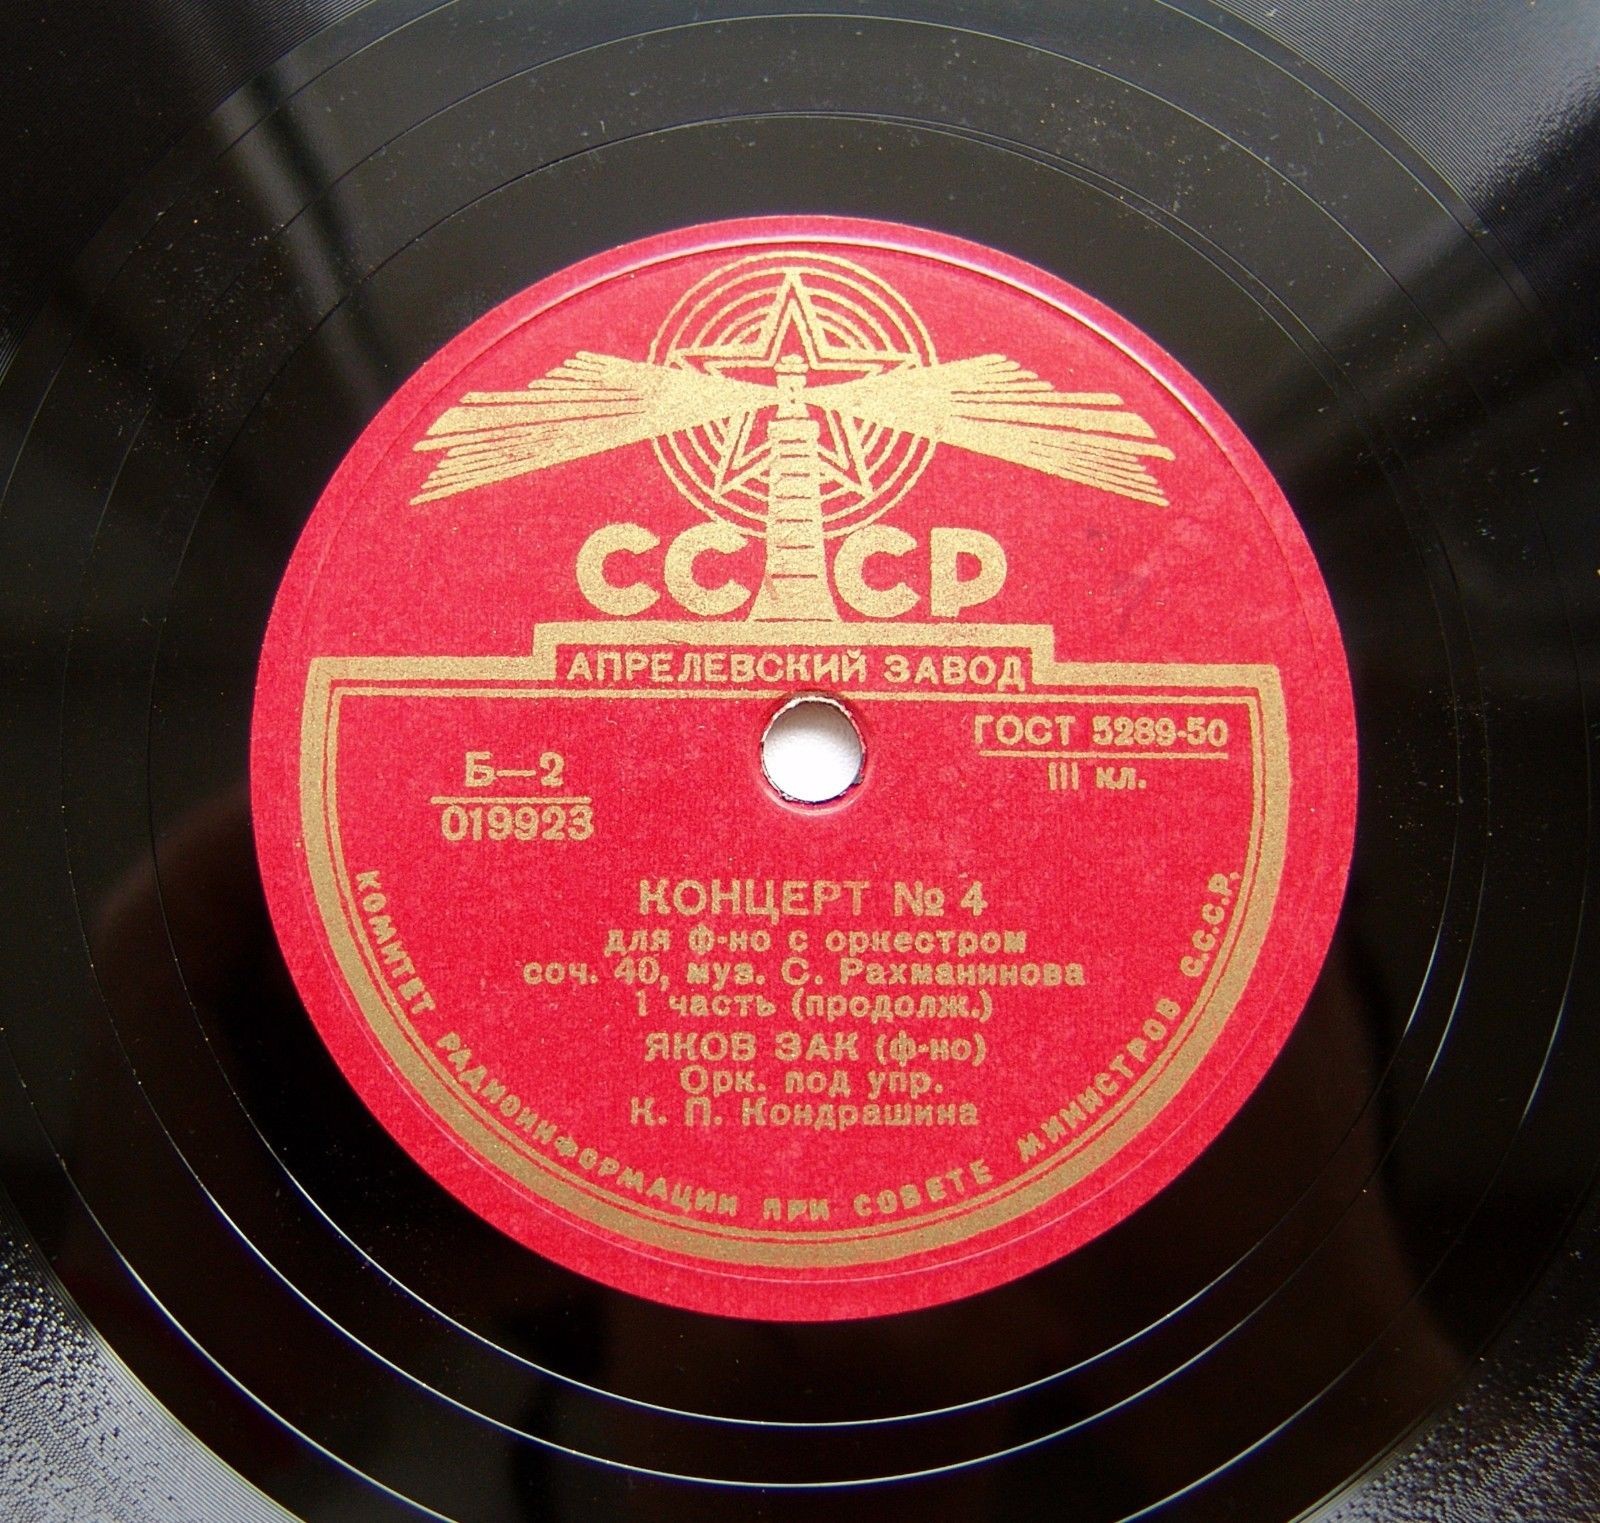 СССР
АПРЕЛЕВСКИЙ ЗАВОД
ГОСТ 5289-50
III кл.
Б—2
019923
КОНЦЕРТ № 4
для ф-но с оркестром
соч. 40, муз. С. Рахманинова
1 часть (продолж.)
ЯКОВ ЗАК (ф-но)
Орк. под упр.
К. П. Кондрашина
КОМИТЕТ РАДИОИНФОРМАЦИИ ПРИ СОВЕТЕ МИНИСТРОВ С.С.С.Р.